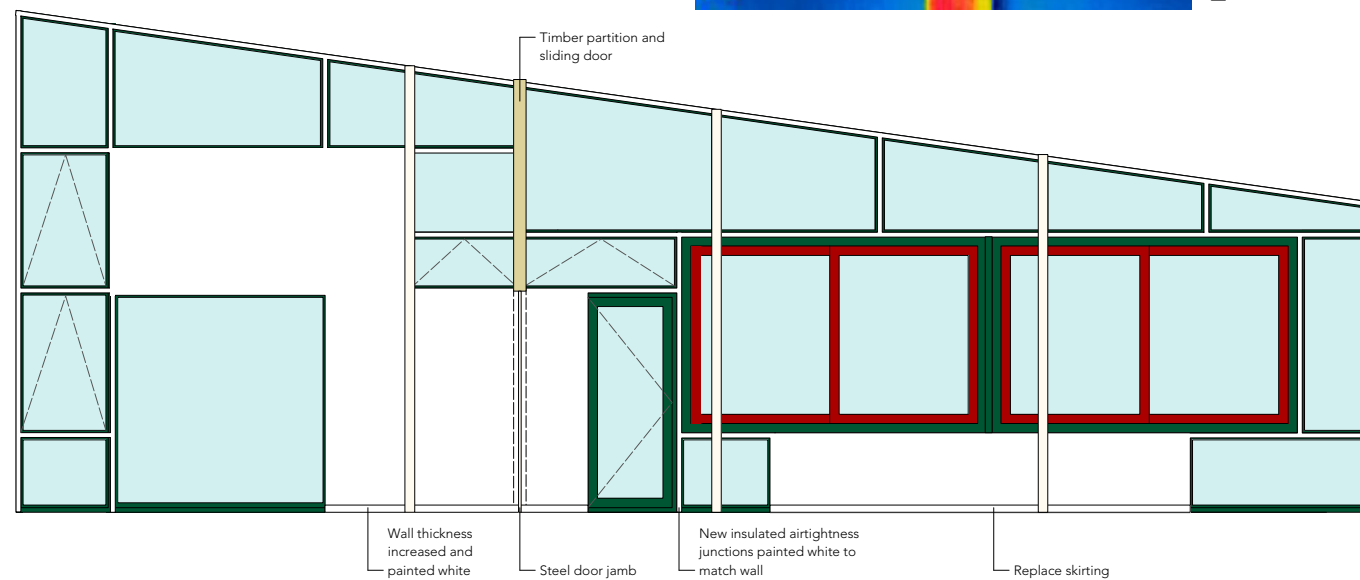 Timber partition and
sliding door
Wall thickness
increased and
painted white
Steel door jamb
New insulated airtightness
junctions painted white to
match wall
Replace skirting